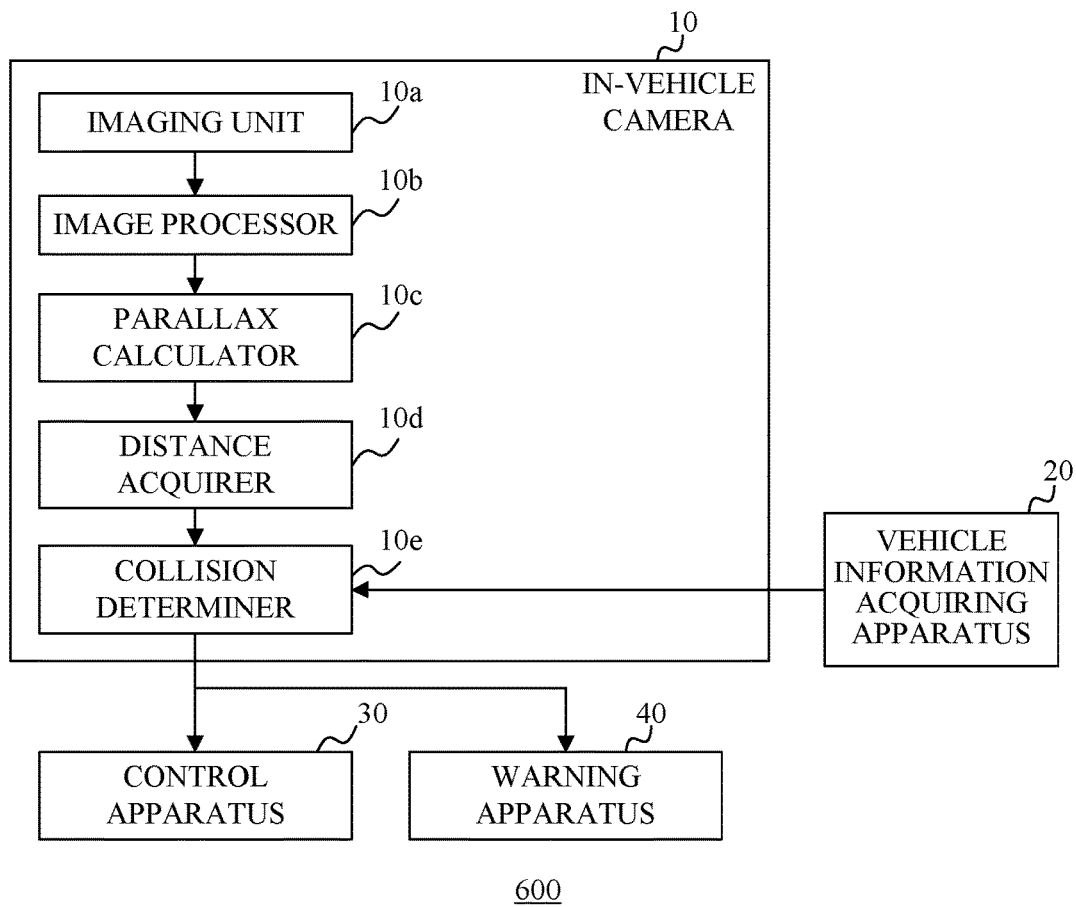 10
IN-VEHICLE
CAMERA
10a
IMAGING UNIT
10b
IMAGE PROCESSOR
10c
PARALLAX
CALCULATOR
10d
DISTANCE
ACQUIRER
10e
COLLISION
DETERMINER
20
VEHICLE
INFORMATION
ACQUIRING
APPARATUS
30
CONTROL
APPARATUS
40
WARNING
APPARATUS
600